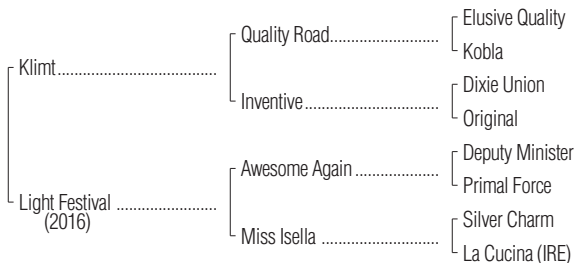 Elusive Quality
Quality Road
Kobla
Klimt
Dixie Union
Inventive
Original
Deputy Minister
Awesome Again
Primal Force
Light Festival
(2016)
Silver Charm
Miss Isella
La Cucina (IRE)